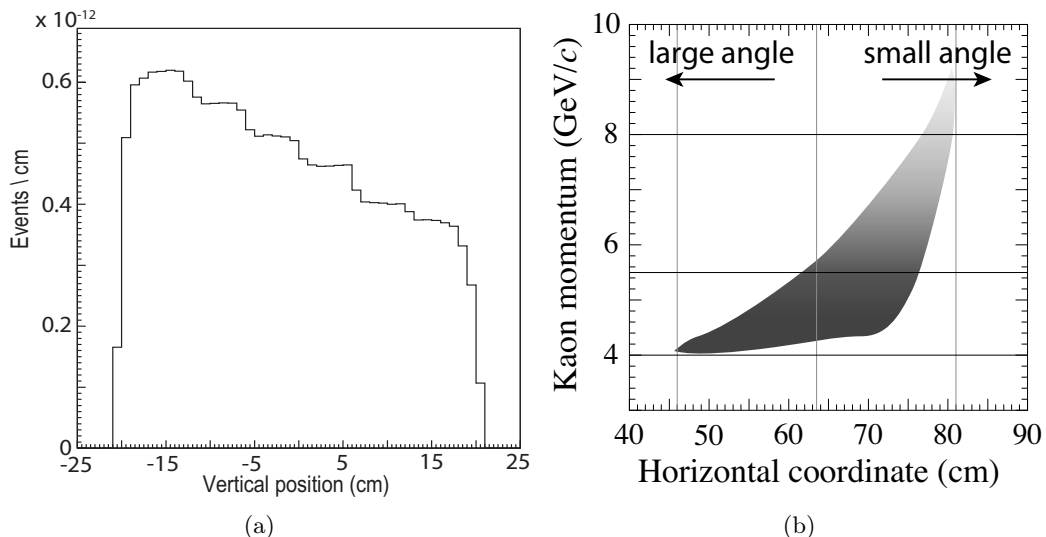 x 10⁻¹²
0.6
0.4
0.2
0
Events \ cm
-25
-15
-5
5
15
25
Vertical position (cm)
(a)
10
8
6
4
Kaon momentum (GeV/c)
large angle
small angle
40
50
60
70
80
90
Horizontal coordinate (cm)
(b)